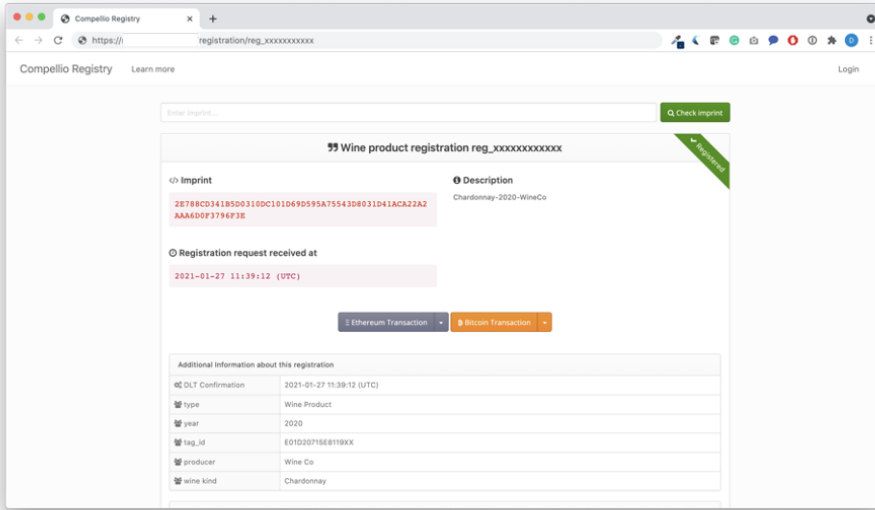 Compellio Registry
https://
registration/reg_xxxxxxxxxxx
Compellio Registry
Learn more
Login
Enter imprint...
Check imprint
Wine product registration reg_xxxxxxxxxxxx
Registered
</> Imprint
2E788CD341B5D0310DC101D69D595A75543D8031D41ACA22A2
AAA6D0F3796F3E
Description
Chardonnay-2020-WineCo
Registration request received at
2021-01-27 11:39:12 (UTC)
Ethereum Transaction
Bitcoin Transaction
Additional Information about this registration
DLT Confirmation 2021-01-27 11:39:12 (UTC)
type Wine Product
year 2020
tag_id E01D20715E8119XX
producer Wine Co
wine kind Chardonnay